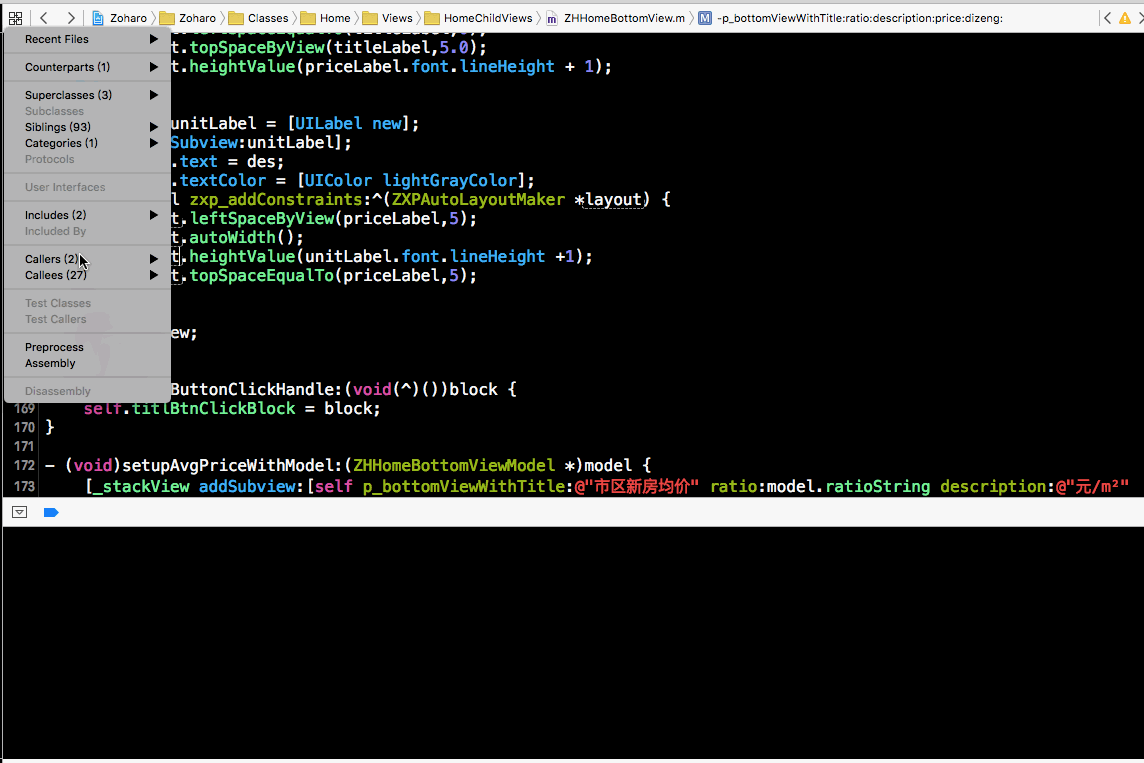 Zoharo Zoharo Classes Home Views HomeChildViews m ZHHomeBottomView.m M -p_bottomViewWithTitle:ratio:description:price:dizeng:
Recent Files
Counterparts (1)
Superclasses (3)
Subclasses
Siblings (93)
Categories (1)
Protocols
User Interfaces
Includes (2)
Included By
Callers (2)
Callees (27)
Test Classes
Test Callers
Preprocess
Assembly
Disassembly
t.topSpaceByView(titleLabel,5.0);
t.heightValue(priceLabel.font.lineHeight + 1);
unitLabel = [UILabel new];
Subview:unitLabel];
.text = des;
.textColor = [UIColor lightGrayColor];
l zxp_addConstraints:^(ZXPAutoLayoutMaker *layout) {
t.leftSpaceByView(priceLabel,5);
t.autoWidth();
t.heightValue(unitLabel.font.lineHeight +1);
t.topSpaceEqualTo(priceLabel,5);
ew;
ButtonClickHandle:(void(^)())block {
169 self.titlBtnClickBlock = block;
170 }
171
172 - (void)setupAvgPriceWithModel:(ZHHomeBottomViewModel *)model {
173 [_stackView addSubview:[self p_bottomViewWithTitle:@"市区新房均价" ratio:model.ratioString description:@"元/m²"